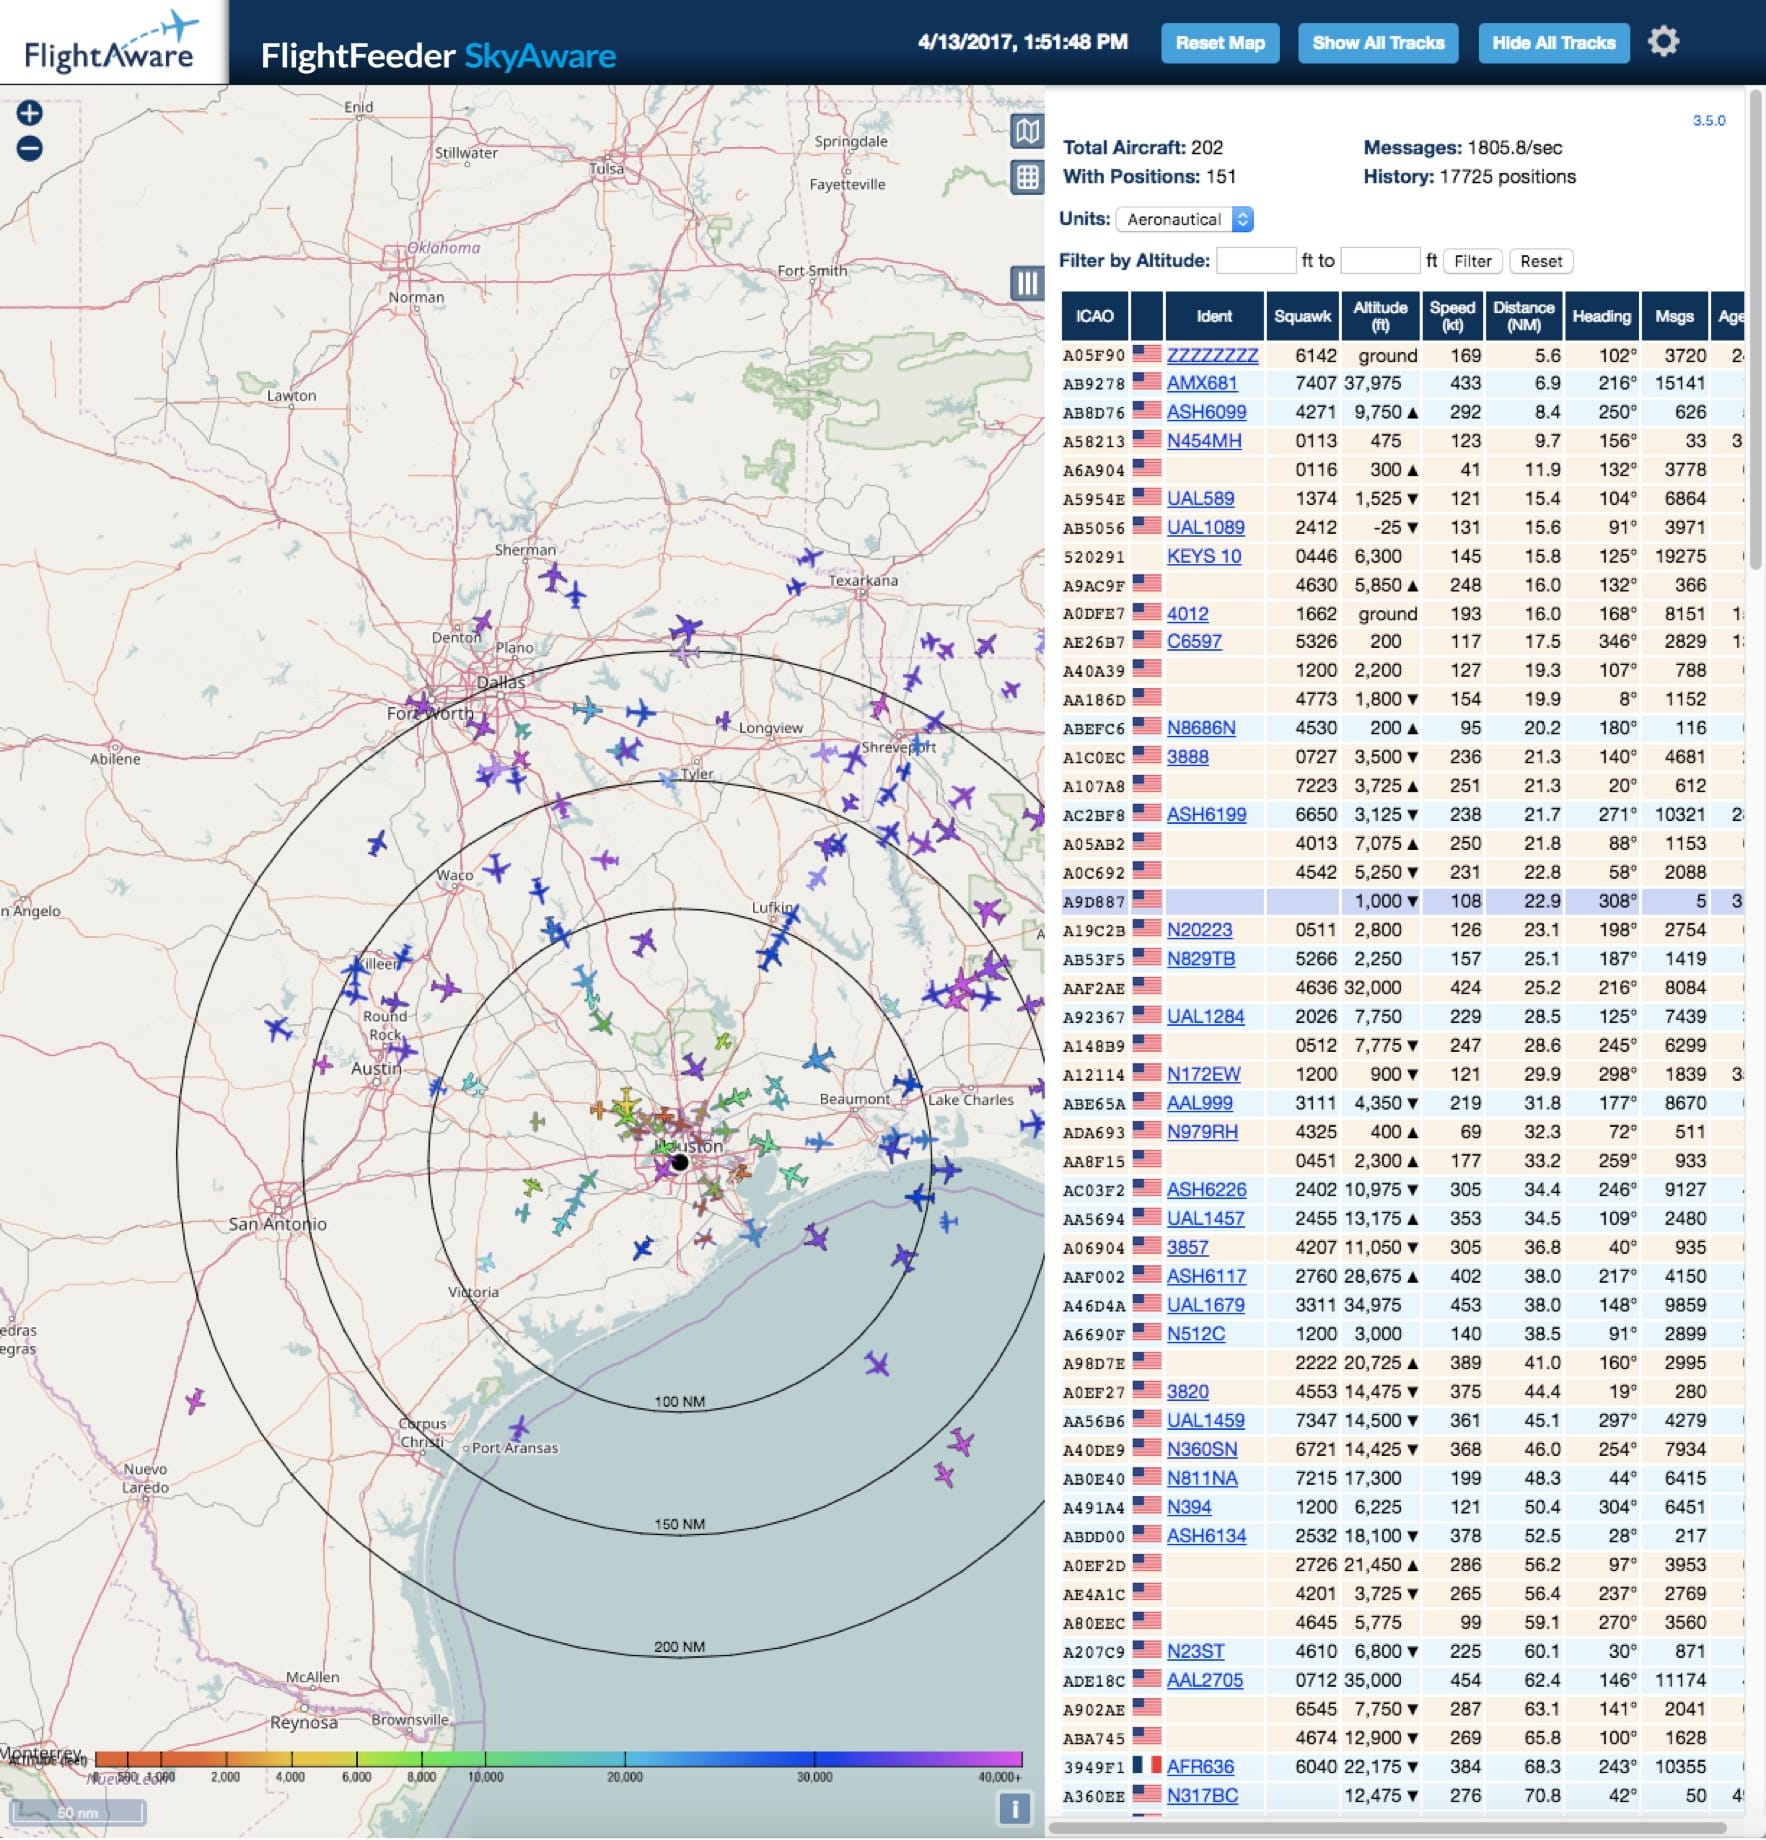 FlightAware
FlightFeeder SkyAware
4/13/2017, 1:51:48 PM
Reset Map
Show All Tracks
Hide All Tracks
Enid
Stillwater
Tulsa
Springdale
Fayetteville
Oklahoma
Norman
Fort Smith
Lawton
Sherman
Texarkana
Denton
Plano
Dallas
Fort Worth
Abilene
Longview
Shreveport
Tyler
Waco
n Angelo
Lufkin
Killeen
Round
Rock
Austin
Beaumont
Lake Charles
Houston
San Antonio
Victoria
edras
egras
100 NM
Corpus
Christi
Port Aransas
Nuevo
Laredo
150 NM
200 NM
McAllen
Reynosa
Brownsville
Monterrey
Altitude (feet)
Nuevo León
0 500 1,000 2,000 4,000 6,000 8,000 10,000 20,000 30,000 40,000+
50 nm
i
3.5.0
Total Aircraft: 202 Messages: 1805.8/sec
With Positions: 151 History: 17725 positions
Units: Aeronautical
Filter by Altitude: ft to ft Filter Reset
ICAO Ident Squawk Altitude (ft) Speed (kt) Distance (NM) Heading Msgs Age
A05F90 ZZZZZZZZ 6142 ground 169 5.6 102° 3720 2
AB9278 AMX681 7407 37,975 433 6.9 216° 15141
AB8D76 ASH6099 4271 9,750 ▲ 292 8.4 250° 626
A58213 N454MH 0113 475 123 9.7 156° 33 3
A6A904 0116 300 ▲ 41 11.9 132° 3778
A5954E UAL589 1374 1,525 ▼ 121 15.4 104° 6864
AB5056 UAL1089 2412 -25 ▼ 131 15.6 91° 3971
520291 KEYS 10 0446 6,300 145 15.8 125° 19275
A9AC9F 4630 5,850 ▲ 248 16.0 132° 366
A0DFE7 4012 1662 ground 193 16.0 168° 8151 1
AE26B7 C6597 5326 200 117 17.5 346° 2829 1
A40A39 1200 2,200 127 19.3 107° 788
AA186D 4773 1,800 ▼ 154 19.9 8° 1152
ABEFC6 N8686N 4530 200 ▲ 95 20.2 180° 116
A1C0EC 3888 0727 3,500 ▼ 236 21.3 140° 4681
A107A8 7223 3,725 ▲ 251 21.3 20° 612
AC2BF8 ASH6199 6650 3,125 ▼ 238 21.7 271° 10321 2
A05AB2 4013 7,075 ▲ 250 21.8 88° 1153
A0C692 4542 5,250 ▼ 231 22.8 58° 2088
A9D887 1,000 ▼ 108 22.9 308° 5 3
A19C2B N20223 0511 2,800 126 23.1 198° 2754
AB53F5 N829TB 5266 2,250 157 25.1 187° 1419
AAF2AE 4636 32,000 424 25.2 216° 8084
A92367 UAL1284 2026 7,750 229 28.5 125° 7439
A148B9 0512 7,775 ▼ 247 28.6 245° 6299
A12114 N172EW 1200 900 ▼ 121 29.9 298° 1839 3
ABE65A AAL999 3111 4,350 ▼ 219 31.8 177° 8670
ADA693 N979RH 4325 400 ▲ 69 32.3 72° 511
AA8F15 0451 2,300 ▲ 177 33.2 259° 933
AC03F2 ASH6226 2402 10,975 ▼ 305 34.4 246° 9127
AA5694 UAL1457 2455 13,175 ▲ 353 34.5 109° 2480
A06904 3857 4207 11,050 ▼ 305 36.8 40° 935
AAF002 ASH6117 2760 28,675 ▲ 402 38.0 217° 4150
A46D4A UAL1679 3311 34,975 453 38.0 148° 9859
A6690F N512C 1200 3,000 140 38.5 91° 2899
A98D7E 2222 20,725 ▲ 389 41.0 160° 2995
A0EF27 3820 4553 14,475 ▼ 375 44.4 19° 280
AA56B6 UAL1459 7347 14,500 ▼ 361 45.1 297° 4279
A40DE9 N360SN 6721 14,425 ▼ 368 46.0 254° 7934
AB0E40 N811NA 7215 17,300 199 48.3 44° 6415
A491A4 N394 1200 6,225 121 50.4 304° 6451
ABDD00 ASH6134 2532 18,100 ▼ 378 52.5 28° 217
A0EF2D 2726 21,450 ▲ 286 56.2 97° 3953
AE4A1C 4201 3,725 ▼ 265 56.4 237° 2769
A80EEC 4645 5,775 99 59.1 270° 3560
A207C9 N23ST 4610 6,800 ▼ 225 60.1 30° 871
ADE18C AAL2705 0712 35,000 454 62.4 146° 11174
A902AE 6545 7,750 ▼ 287 63.1 141° 2041
ABA745 4674 12,900 ▼ 269 65.8 100° 1628
3949F1 AFR636 6040 22,175 ▼ 384 68.3 243° 10355
A360EE N317BC 12,475 ▼ 276 70.8 42° 50 4